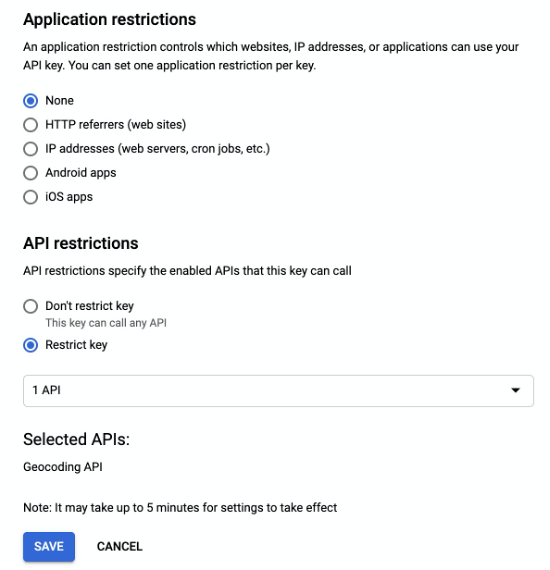 Application restrictions
An application restriction controls which websites, IP addresses, or applications can use your
API key. You can set one application restriction per key.
None
HTTP referrers (web sites)
IP addresses (web servers, cron jobs, etc.)
Android apps
iOS apps
API restrictions
API restrictions specify the enabled APIs that this key can call
Don't restrict key
This key can call any API
Restrict key
1 API
Selected APIs:
Geocoding API
Note: It may take up to 5 minutes for settings to take effect
SAVE CANCEL